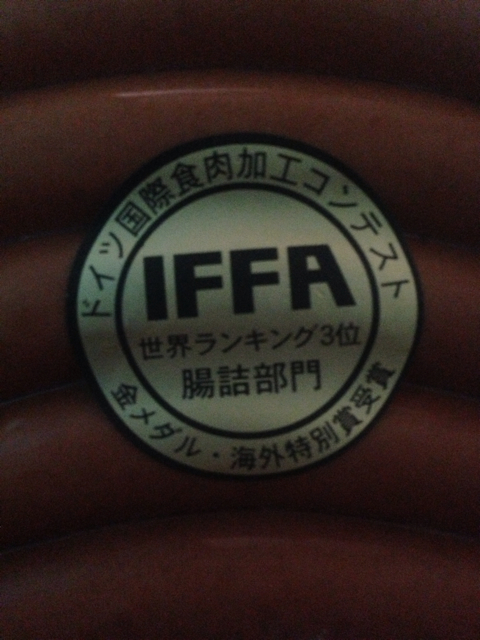 ドイツ国際食肉加工コンテスト
IFFA
世界ランキング3位
腸詰部門
金メダル・海外特別賞受賞